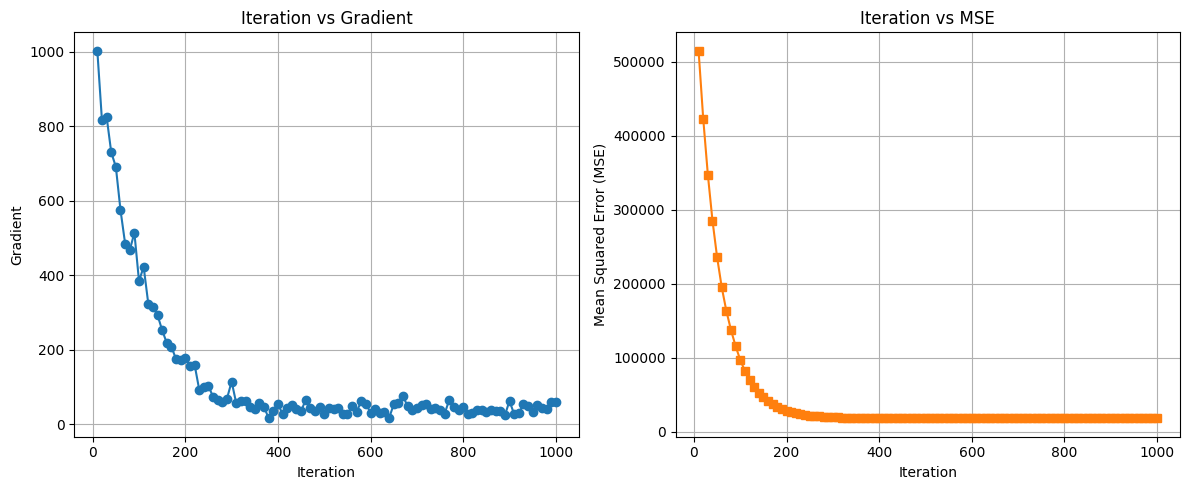 Iteration vs Gradient
1000
800
600
400
200
0
Gradient
0 200 400 600 800 1000
Iteration
Iteration vs MSE
500000
400000
300000
200000
100000
0
Mean Squared Error (MSE)
0 200 400 600 800 1000
Iteration